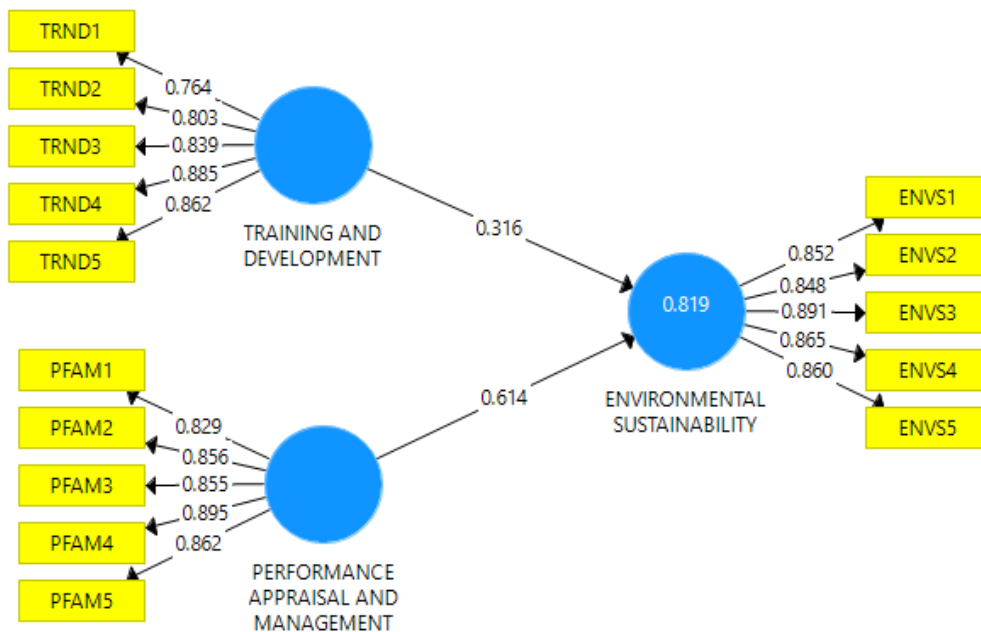 TRND1
TRND2
TRND3
TRND4
TRND5
0.764
0.803
0.839
0.885
0.862
TRAINING AND
DEVELOPMENT
0.316
PFAM1
PFAM2
PFAM3
PFAM4
PFAM5
0.829
0.856
0.855
0.895
0.862
PERFORMANCE
APPRAISAL AND
MANAGEMENT
0.614
0.819
ENVIRONMENTAL
SUSTAINABILITY
0.852
0.848
0.891
0.865
0.860
ENVS1
ENVS2
ENVS3
ENVS4
ENVS5